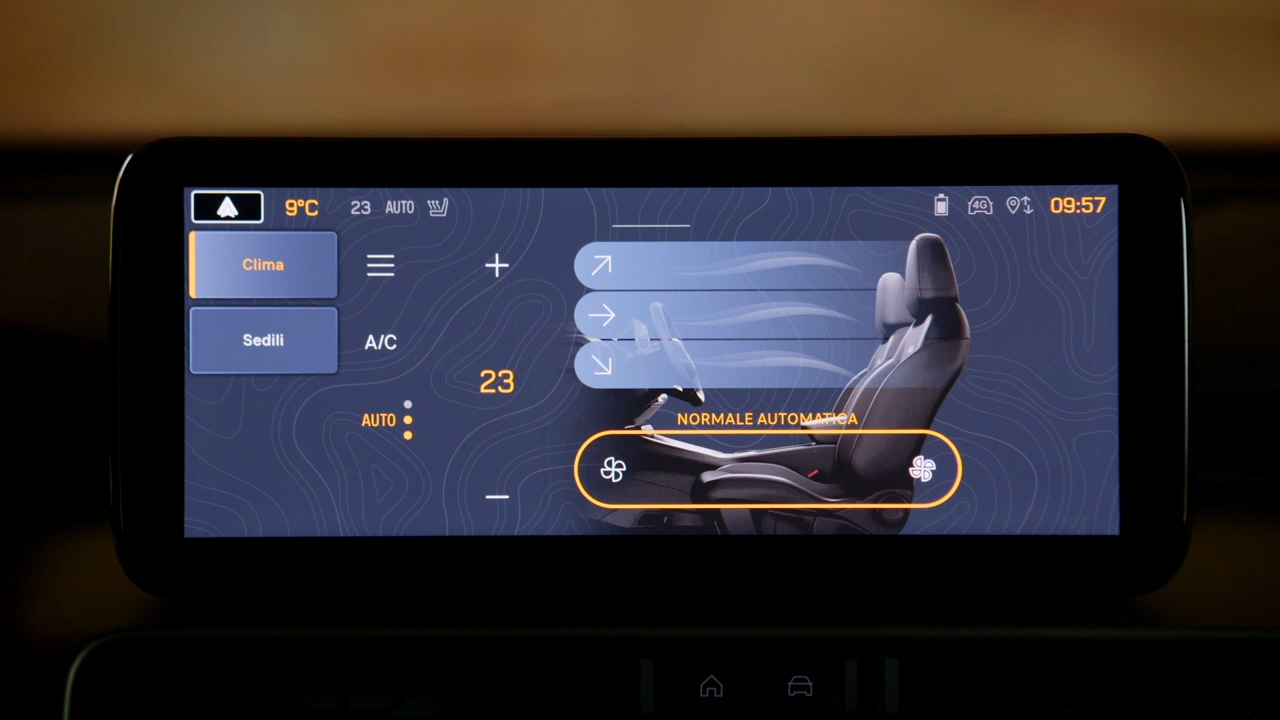 9°C 23 AUTO 4G 09:57
Clima
Sedili
A/C
23
AUTO
NORMALE AUTOMATICA